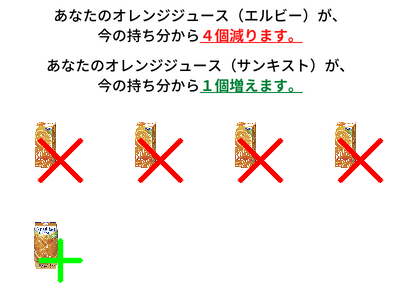 あなたのオレンジジュース（エルビー）が、
今の持ち分から４個減ります。
あなたのオレンジジュース（サンキスト）が、
今の持ち分から１個増えます。